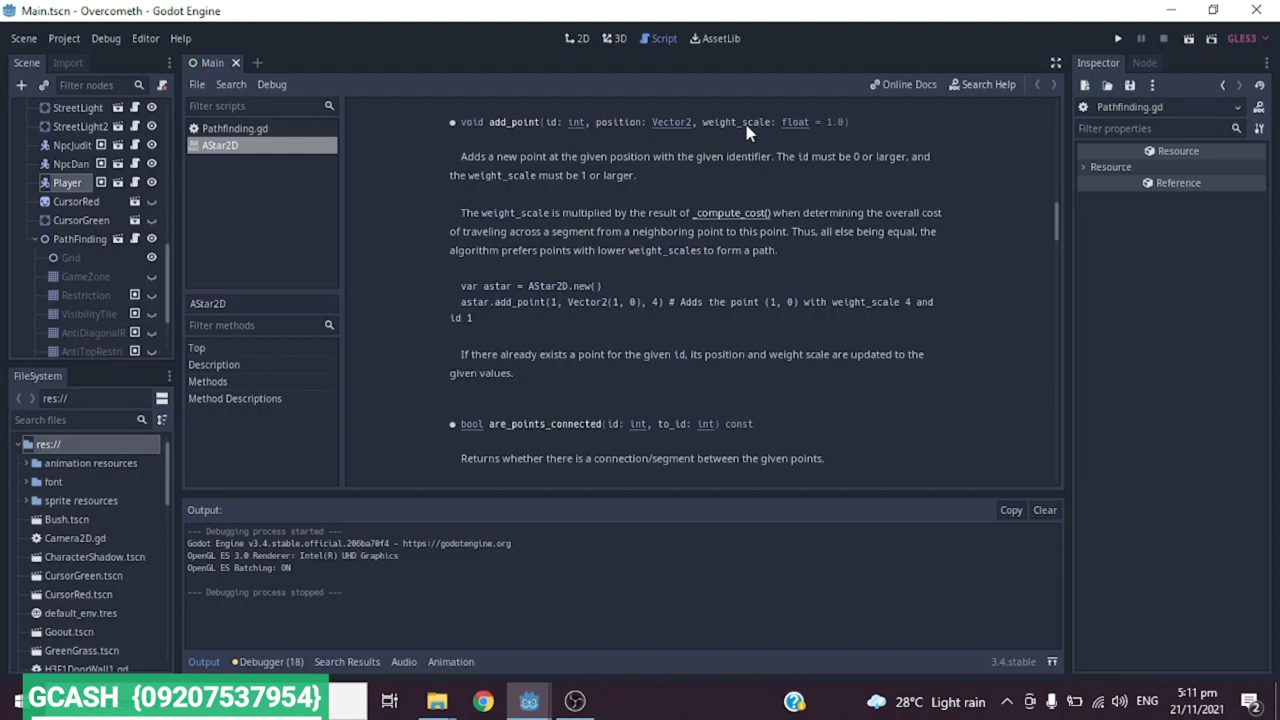 Main.tscn - Godot Engine
Scene Project Debug Editor Help
2D 3D Script AssetLib
GLES3
Scene Import
Filter nodes
StreetLight
StreetLight2
NpcJudit
NpcDan
Player
CursorRed
CursorGreen
PathFinding
Grid
GameZone
Restriction
VisibilityTile
AntiDiagonalR
AntiTopRestri
FileSystem
res://
Search files
res://
animation resources
font
sprite resources
Bush.tscn
Camera2D.gd
CharacterShadow.tscn
CursorGreen.tscn
CursorRed.tscn
default_env.tres
Goout.tscn
GreenGrass.tscn
H3F1DoorWall1.gd
Main
File Search Debug
Online Docs Search Help
Filter scripts
Pathfinding.gd
AStar2D
AStar2D
Filter methods
Top
Description
Methods
Method Descriptions
void add_point(id: int, position: Vector2, weight_scale: float = 1.0)
Adds a new point at the given position with the given identifier. The id must be 0 or larger, and
the weight_scale must be 1 or larger.
The weight_scale is multiplied by the result of _compute_cost() when determining the overall cost
of traveling across a segment from a neighboring point to this point. Thus, all else being equal, the
algorithm prefers points with lower weight_scales to form a path.
var astar = AStar2D.new()
astar.add_point(1, Vector2(1, 0), 4) # Adds the point (1, 0) with weight_scale 4 and
id 1
If there already exists a point for the given id, its position and weight scale are updated to the
given values.
bool are_points_connected(id: int, to_id: int) const
Returns whether there is a connection/segment between the given points.
Output:
Copy Clear
--- Debugging process started ---
Godot Engine v3.4.stable.official.206ba70f4 - https://godotengine.org
OpenGL ES 3.0 Renderer: Intel(R) UHD Graphics
OpenGL ES Batching: ON
--- Debugging process stopped ---
Output Debugger (18) Search Results Audio Animation
3.4.stable
Inspector Node
Pathfinding.gd
Filter properties
Resource
Resource
Reference
GCASH {09207537954}
28°C Light rain
ENG
5:11 pm
21/11/2021
2